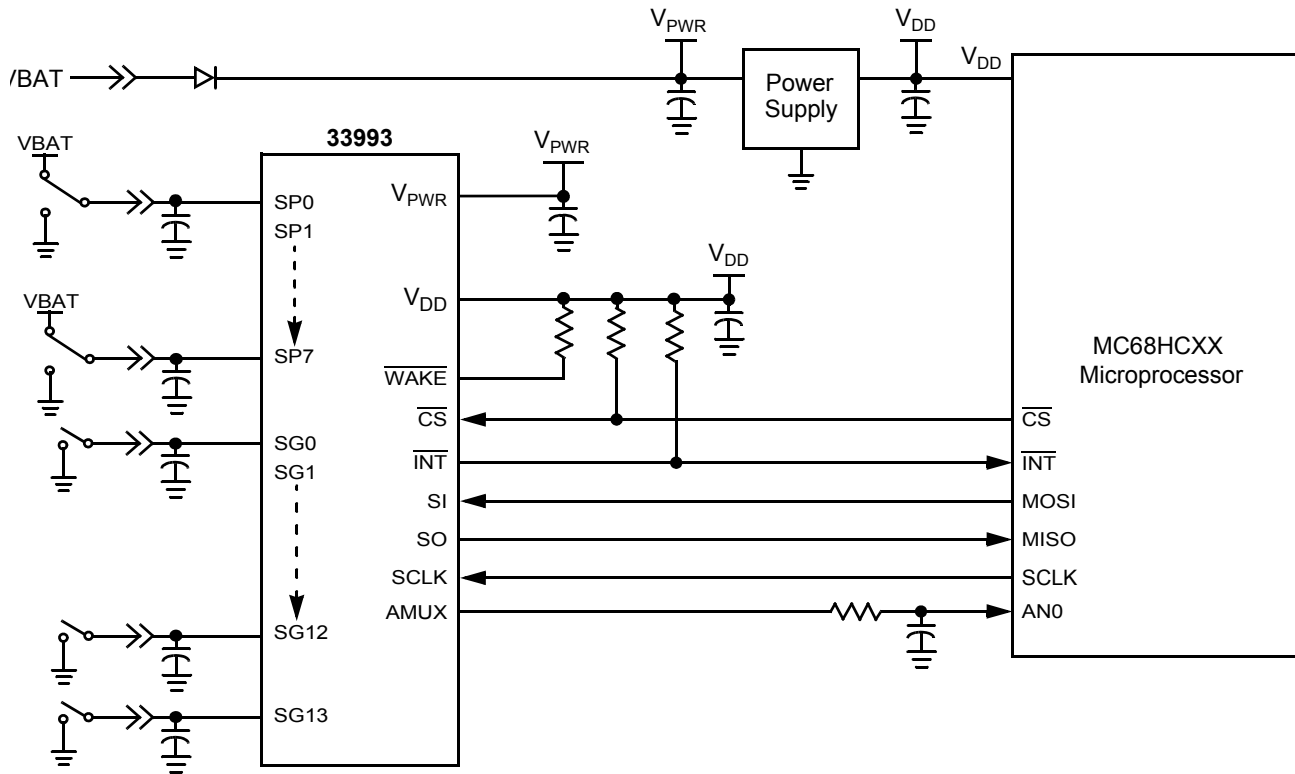 VPWR
VDD
VBAT
Power
Supply
VDD
33993
VBAT
VPWR
SP0
SP1
VPWR
VDD
VDD
VBAT
SP7
WAKE
MC68HCXX
Microprocessor
CS
CS
SG0
SG1
INT
INT
SI
MOSI
SO
MISO
SCLK
SCLK
AMUX
AN0
SG12
SG13